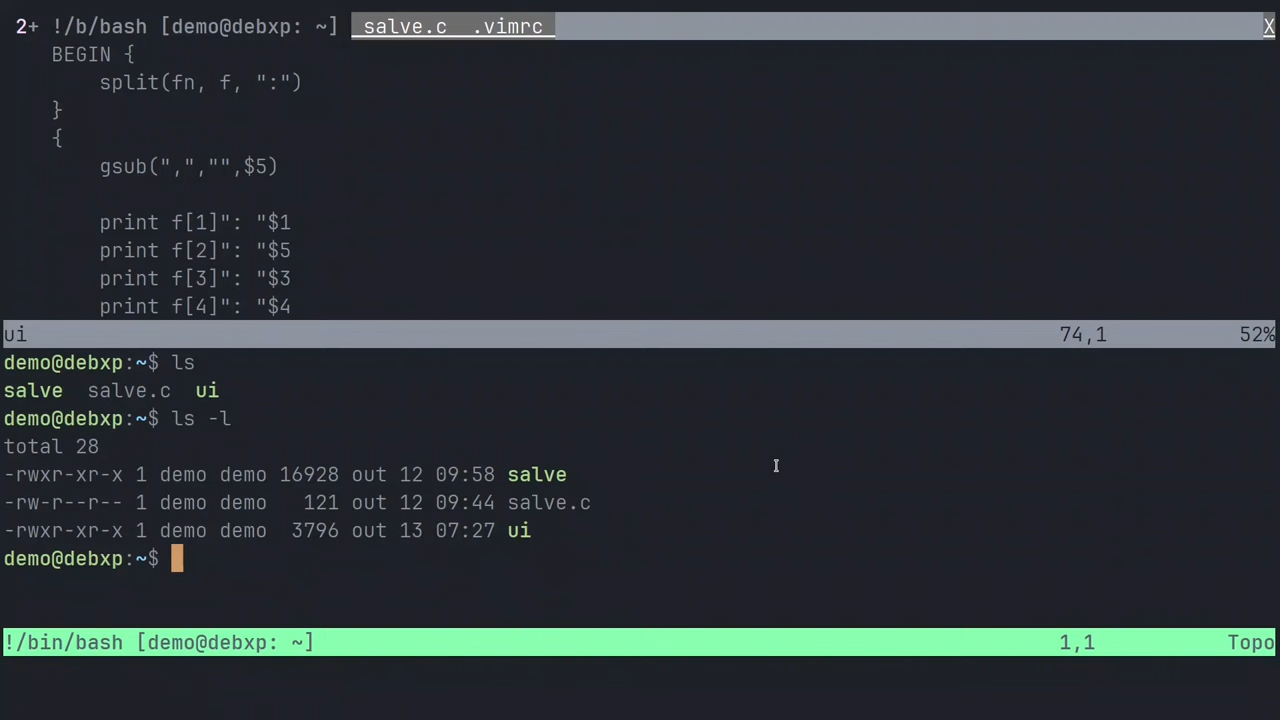 2+ !/b/bash [demo@debxp: ~] salve.c .vimrc X
BEGIN {
split(fn, f, ":")
}
{
gsub(",","",$5)
print f[1]": "$1
print f[2]": "$5
print f[3]": "$3
print f[4]": "$4
ui 74,1 52%
demo@debxp:~$ ls
salve salve.c ui
demo@debxp:~$ ls -l
total 28
-rwxr-xr-x 1 demo demo 16928 out 12 09:58 salve
-rw-r--r-- 1 demo demo 121 out 12 09:44 salve.c
-rwxr-xr-x 1 demo demo 3796 out 13 07:27 ui
demo@debxp:~$
!/bin/bash [demo@debxp: ~] 1,1 Topo